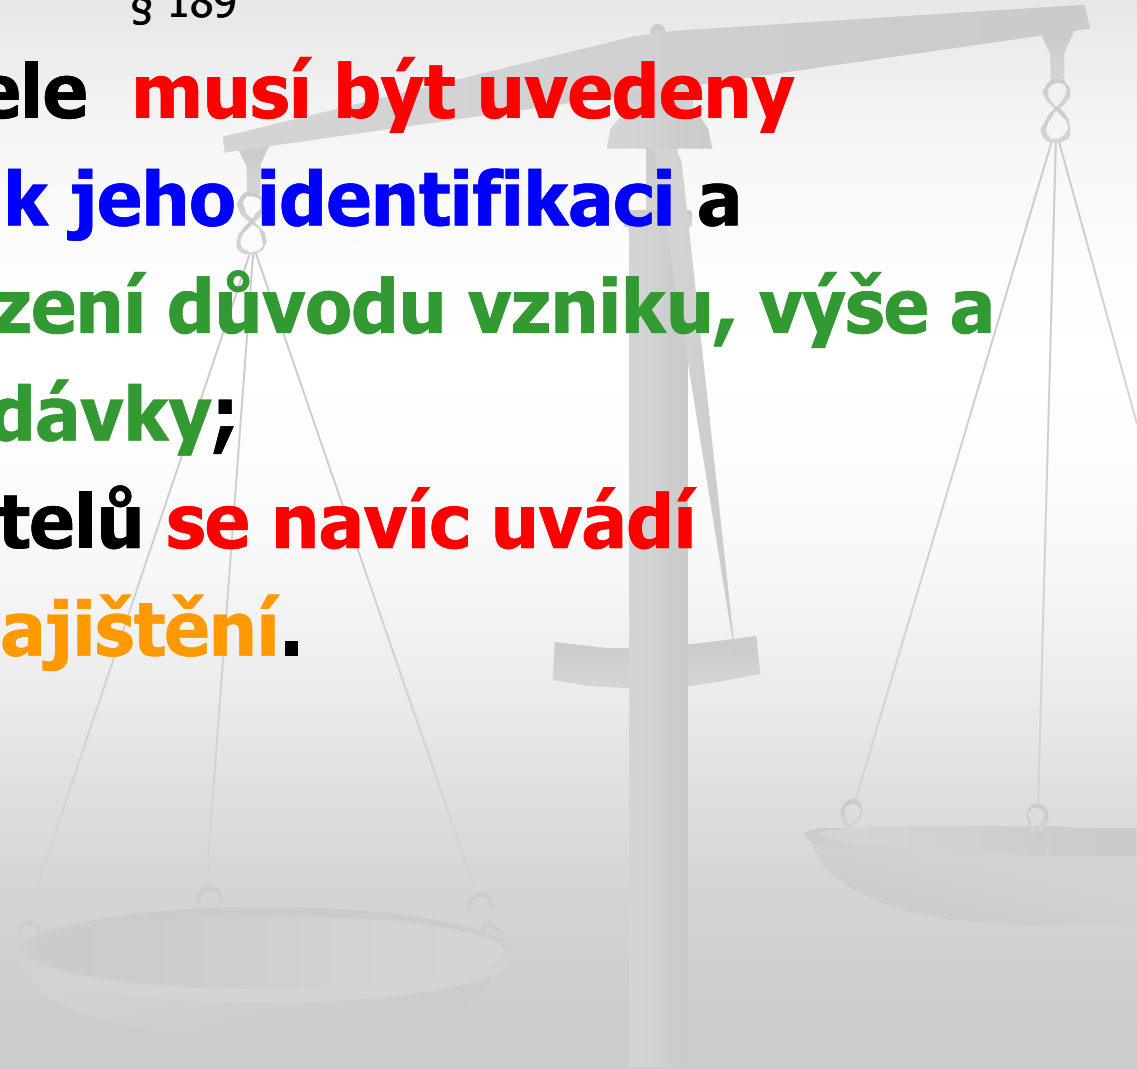 § 189
ele musí být uvedeny
k jeho identifikaci a
zení důvodu vzniku, výše a
dávky;
telů se navíc uvádí
ajištění.